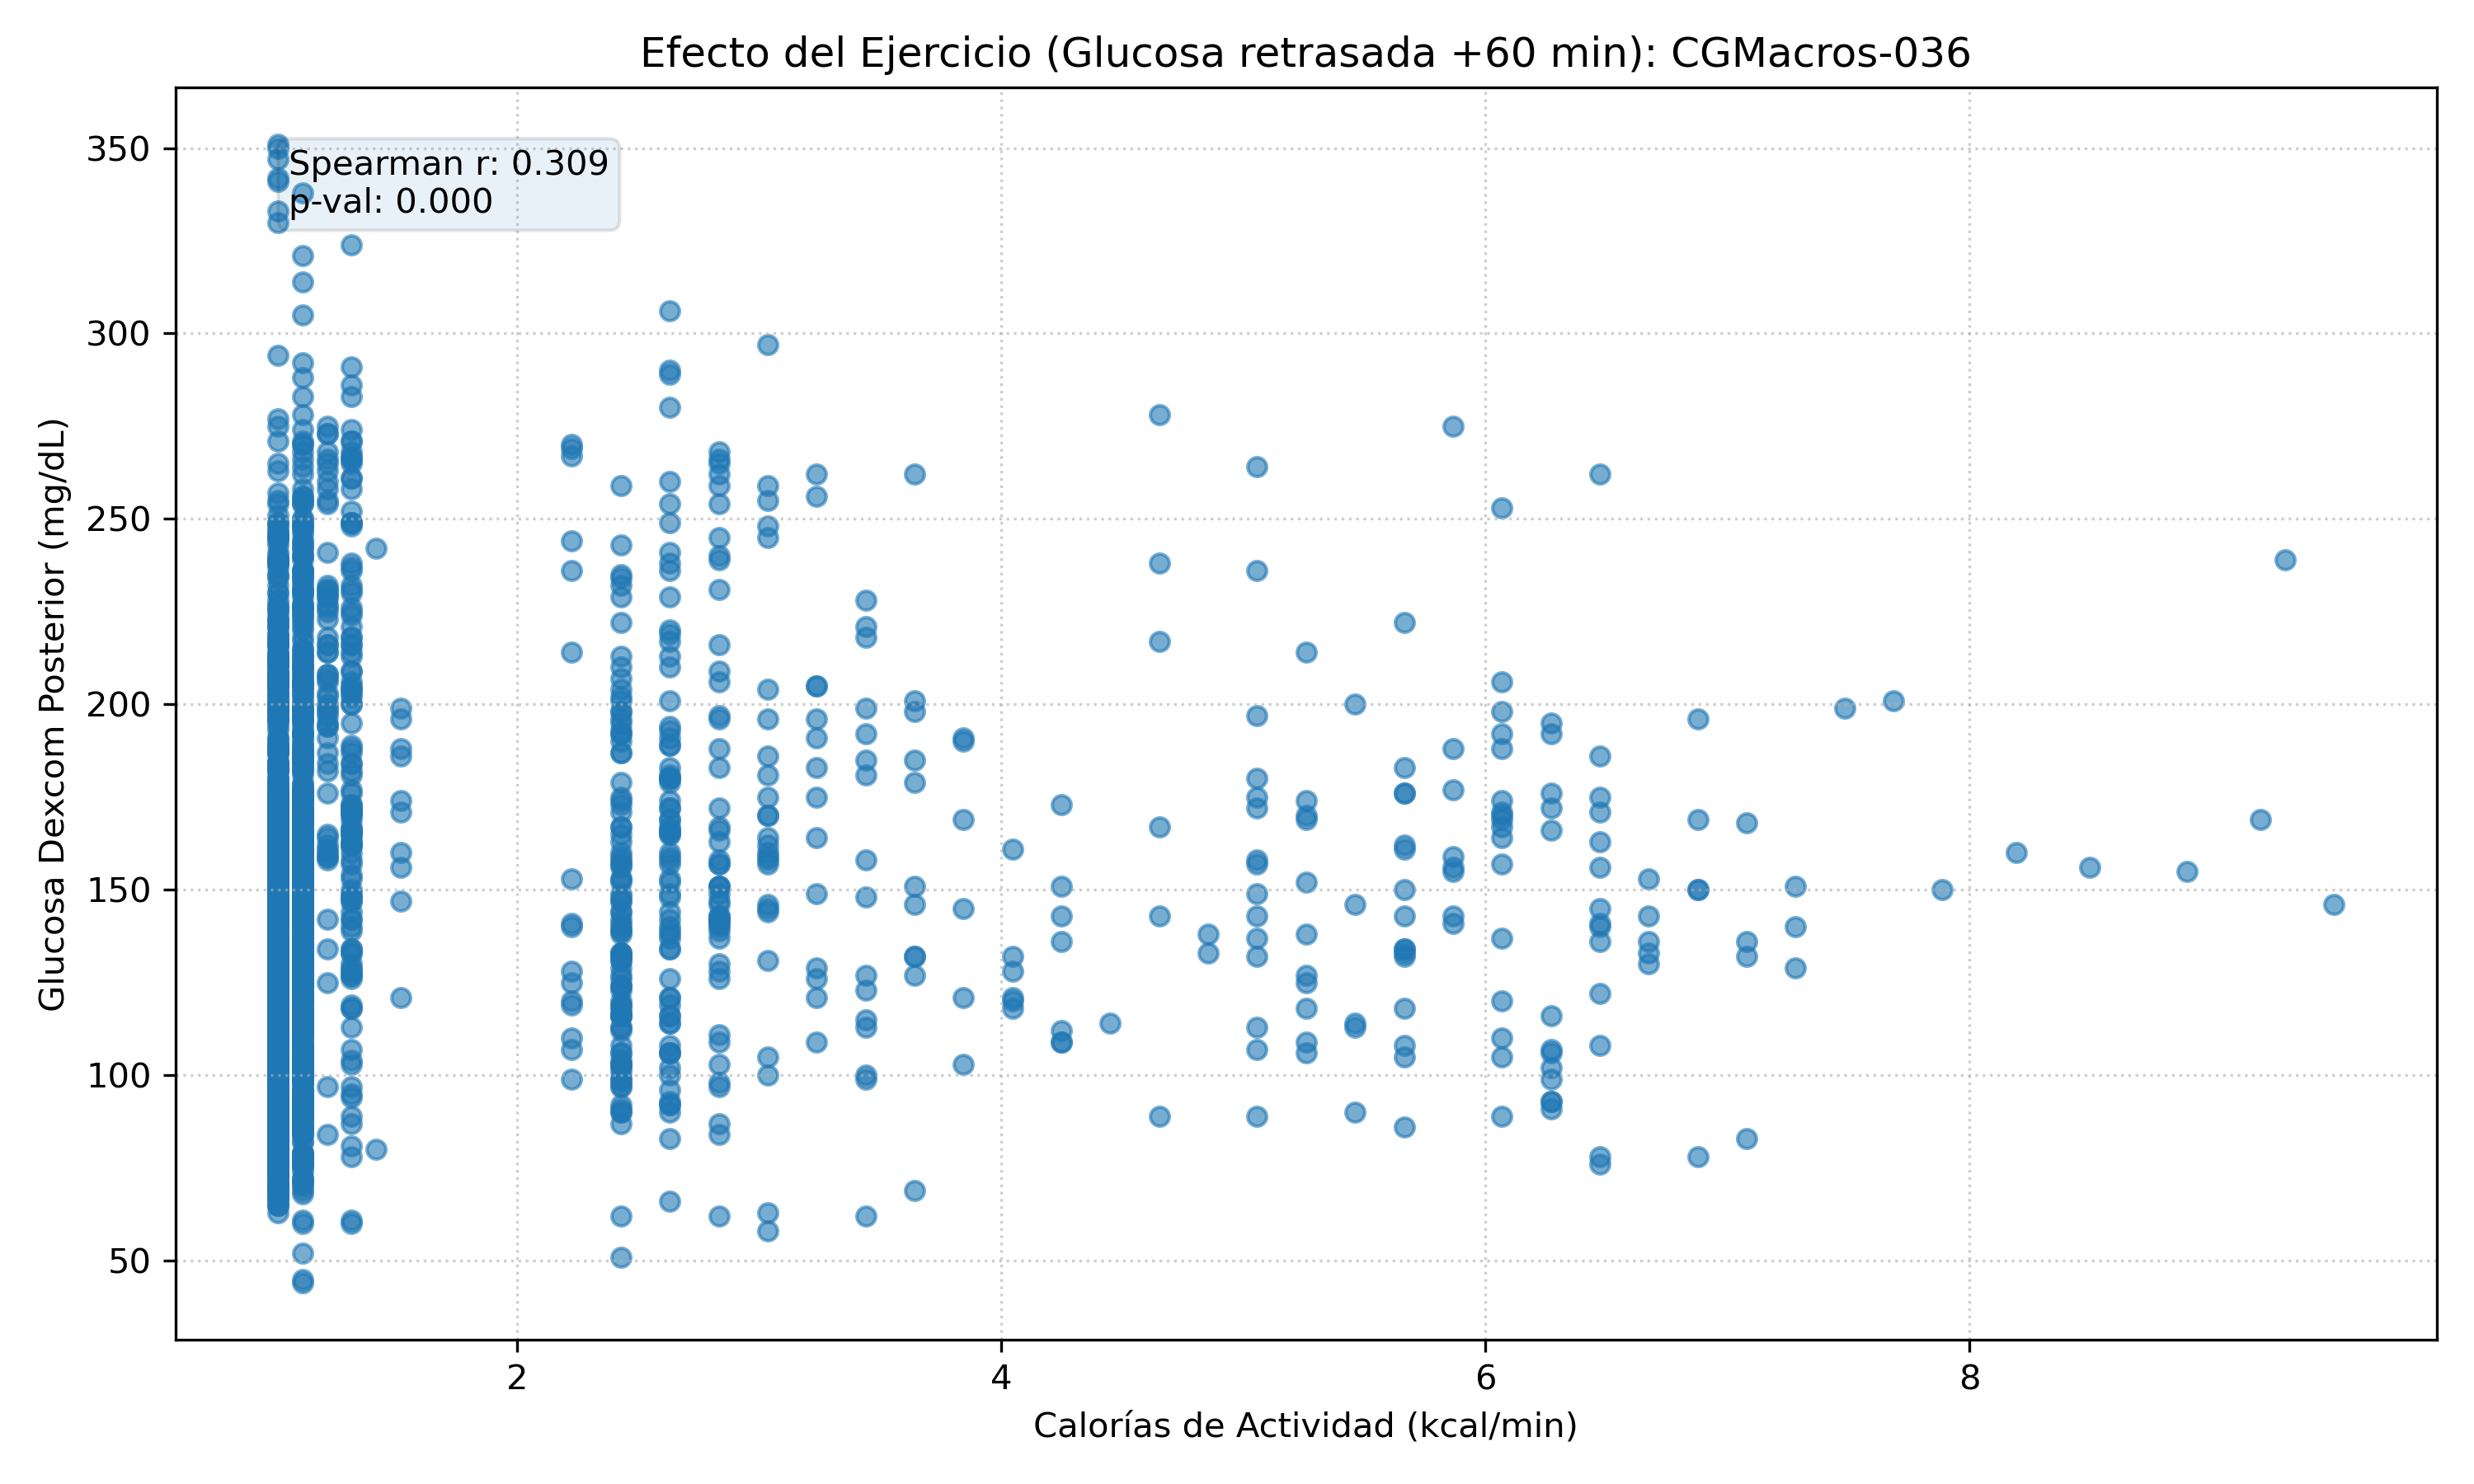 Efecto del Ejercicio (Glucosa retrasada +60 min): CGMacros-036
Spearman r: 0.309
p-val: 0.000
Glucosa Dexcom Posterior (mg/dL)
350
300
250
200
150
100
50
2
4
6
8
Calorías de Actividad (kcal/min)